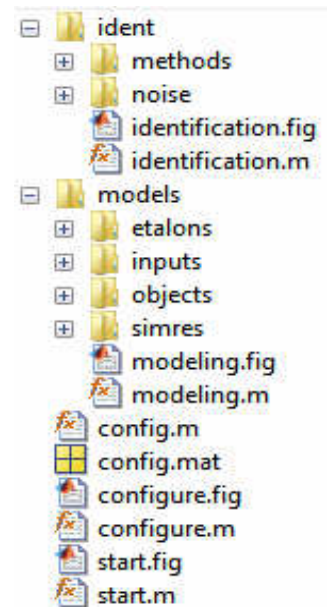 ident
methods
noise
identification.fig
identification.m
models
etalons
inputs
objects
simres
modeling.fig
modeling.m
config.m
config.mat
configure.fig
configure.m
start.fig
start.m